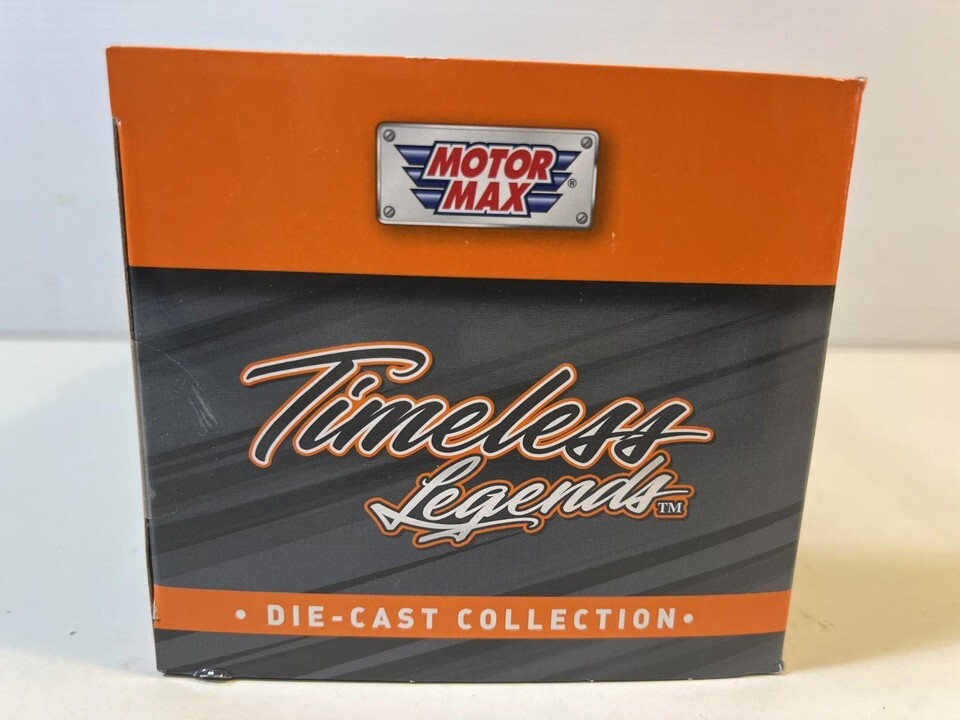 MOTOR
MAX ®
Timeless
Legends TM
• DIE-CAST COLLECTION •